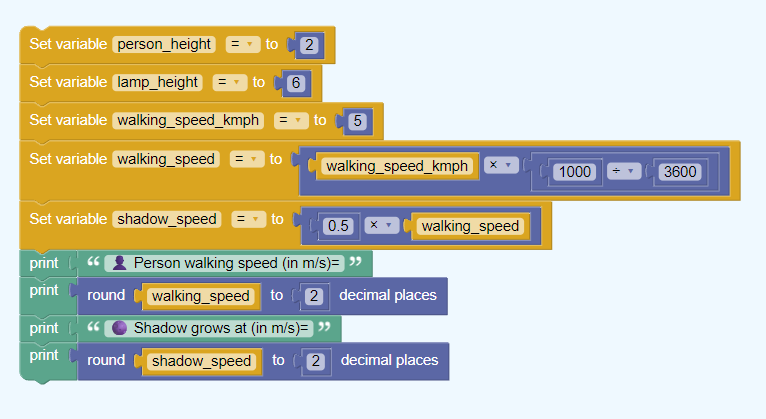 Set variable person_height = to 2
Set variable lamp_height = to 6
Set variable walking_speed_kmph = to 5
Set variable walking_speed = to walking_speed_kmph × 1000 ÷ 3600
Set variable shadow_speed = to 0.5 × walking_speed
print “ 👤 Person walking speed (in m/s)= ”
print round walking_speed to 2 decimal places
print “ 🟣 Shadow grows at (in m/s)= ”
print round shadow_speed to 2 decimal places